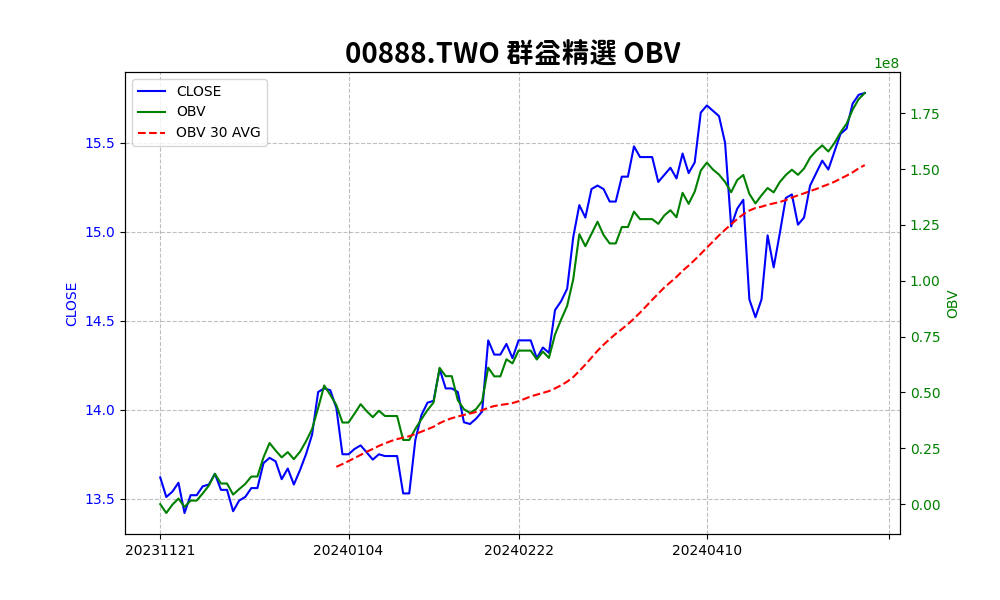 00888.TWO 群益精選 OBV
1e8
CLOSE
OBV
OBV 30 AVG
15.5
15.0
14.5
14.0
13.5
CLOSE
1.75
1.50
1.25
1.00
0.75
0.50
0.25
0.00
OBV
20231121
20240104
20240222
20240410